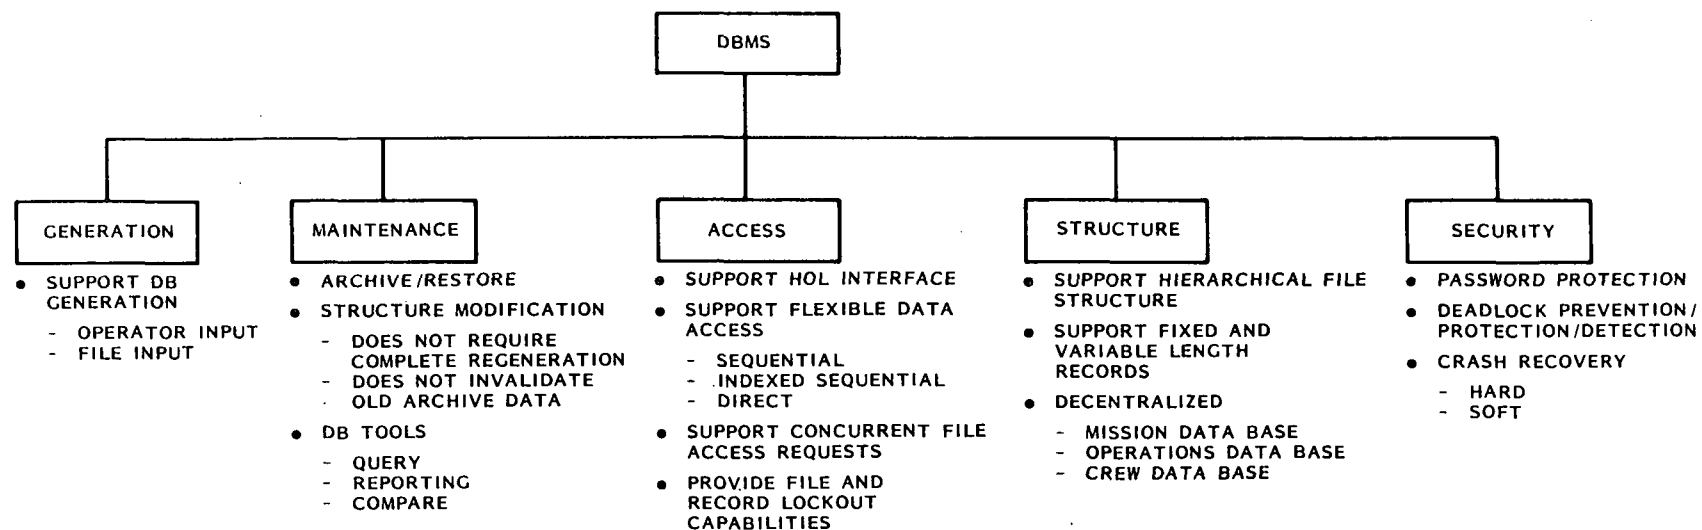 DBMS
GENERATION
• SUPPORT DB
GENERATION
- OPERATOR INPUT
- FILE INPUT
MAINTENANCE
• ARCHIVE/RESTORE
• STRUCTURE MODIFICATION
- DOES NOT REQUIRE
COMPLETE REGENERATION
- DOES NOT INVALIDATE
OLD ARCHIVE DATA
• DB TOOLS
- QUERY
- REPORTING
- COMPARE
ACCESS
• SUPPORT HOL INTERFACE
• SUPPORT FLEXIBLE DATA
ACCESS
- SEQUENTIAL
- INDEXED SEQUENTIAL
- DIRECT
• SUPPORT CONCURRENT FILE
ACCESS REQUESTS
• PROVIDE FILE AND
RECORD LOCKOUT
CAPABILITIES
STRUCTURE
• SUPPORT HIERARCHICAL FILE
STRUCTURE
• SUPPORT FIXED AND
VARIABLE LENGTH
RECORDS
• DECENTRALIZED
- MISSION DATA BASE
- OPERATIONS DATA BASE
- CREW DATA BASE
SECURITY
• PASSWORD PROTECTION
• DEADLOCK PREVENTION/
PROTECTION/DETECTION
• CRASH RECOVERY
- HARD
- SOFT